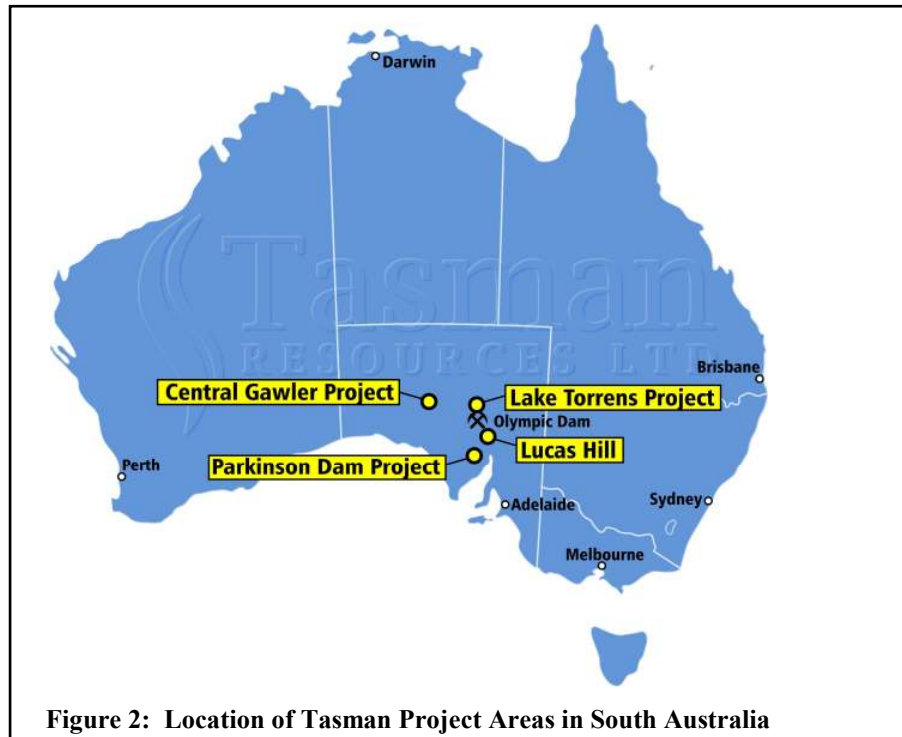 Darwin
Tasman
RESOURCES LTD
Brisbane
Central Gawler Project
Lake Torrens Project
Olympic Dam
Lucas Hill
Parkinson Dam Project
Perth
Adelaide
Sydney
Melbourne
Figure 2: Location of Tasman Project Areas in South Australia